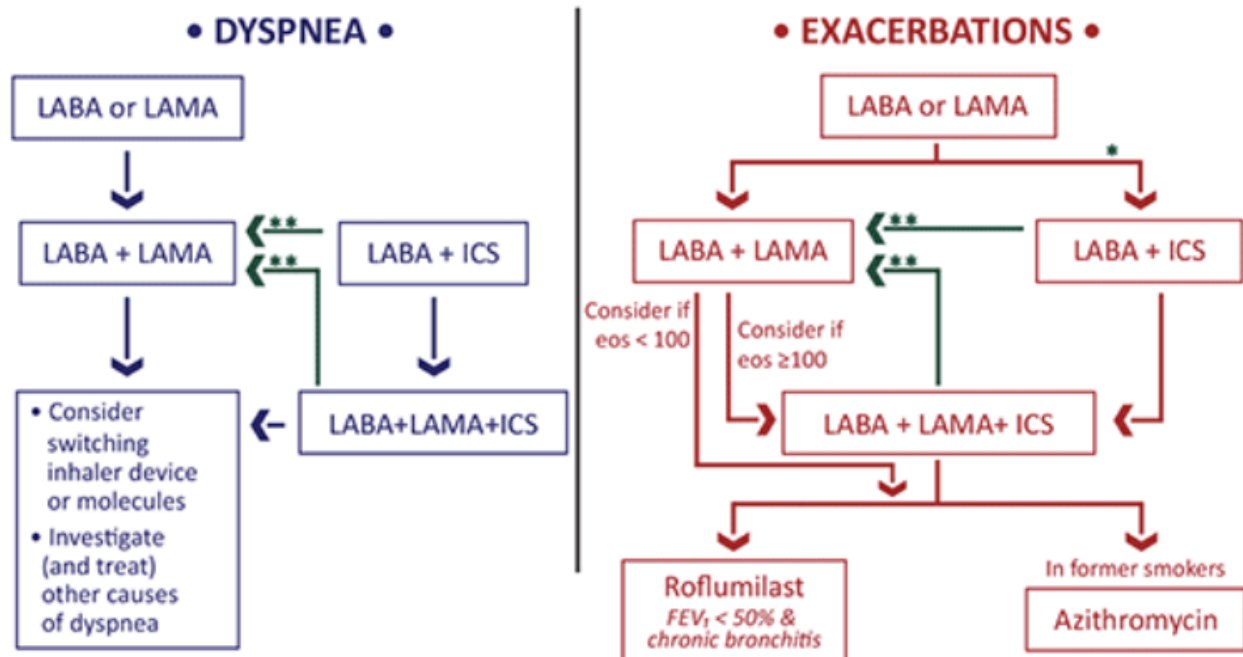 • DYSPNEA •
LABA or LAMA
LABA + LAMA
**
**
LABA + ICS
• Consider
switching
inhaler device
or molecules
• Investigate
(and treat)
other causes
of dyspnea
LABA+LAMA+ICS
• EXACERBATIONS •
LABA or LAMA
*
LABA + LAMA
**
**
LABA + ICS
Consider if
eos < 100
Consider if
eos ≥100
LABA + LAMA+ ICS
Roflumilast
FEV₁ < 50% &
chronic bronchitis
In former smokers
Azithromycin